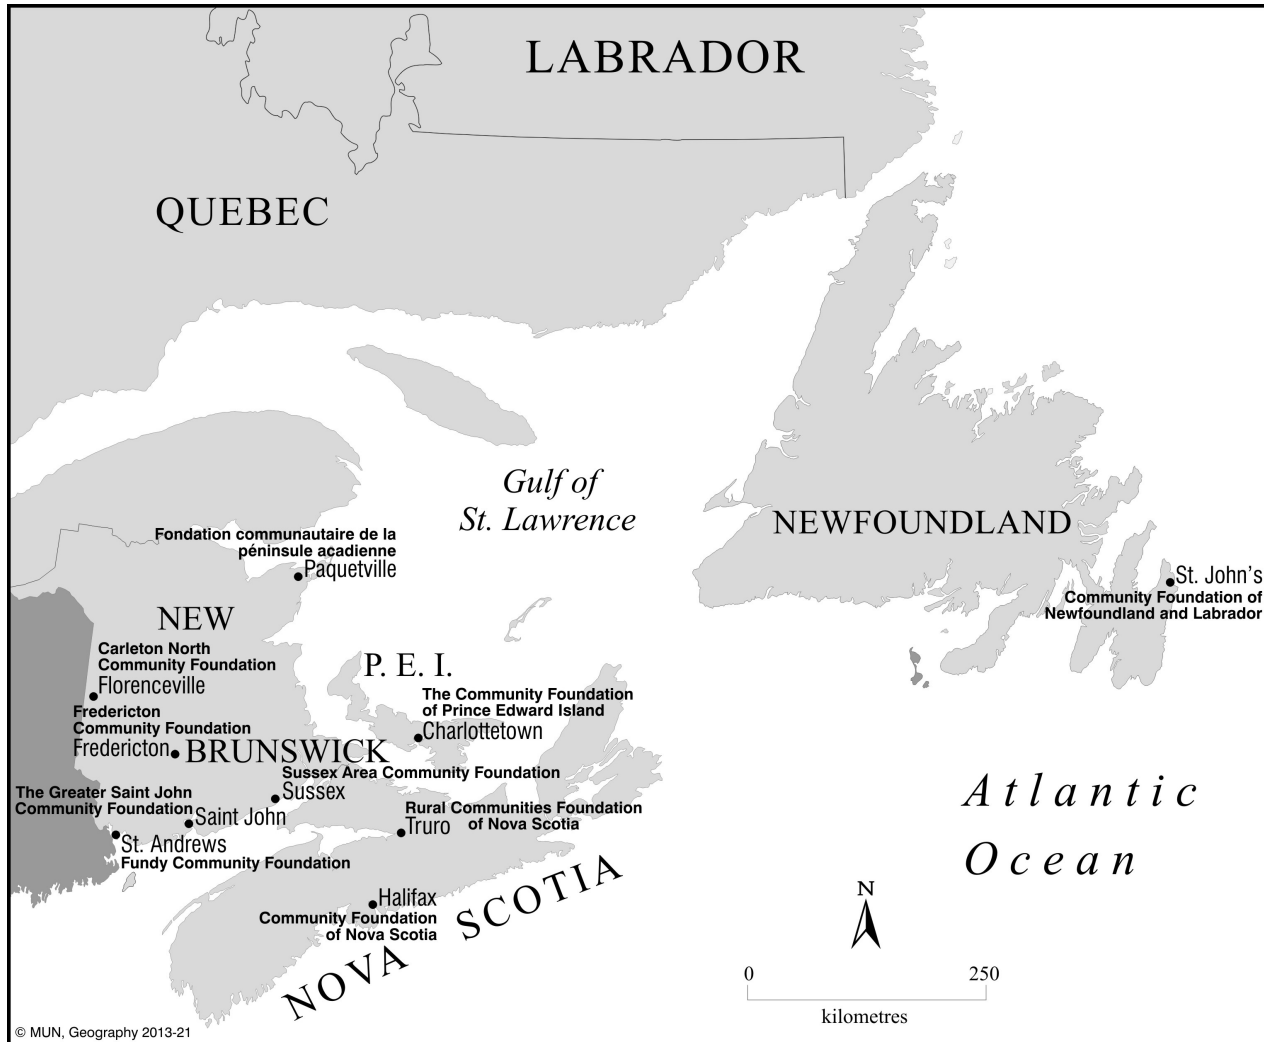 LABRADOR
QUEBEC
Gulf of
St. Lawrence
NEWFOUNDLAND
Fondation communautaire de la
péninsule acadienne
Paquetville
St. John's
Community Foundation of
Newfoundland and Labrador
NEW
BRUNSWICK
Carleton North
Community Foundation
Florenceville
P. E. I.
The Community Foundation
of Prince Edward Island
Charlottetown
Fredericton
Community Foundation
Fredericton
Sussex Area Community Foundation
Sussex
The Greater Saint John
Community Foundation
Saint John
Rural Communities Foundation
of Nova Scotia
Truro
St. Andrews
Fundy Community Foundation
Halifax
Community Foundation
of Nova Scotia
NOVA SCOTIA
Atlantic
Ocean
N
0 250
kilometres
© MUN, Geography 2013-21